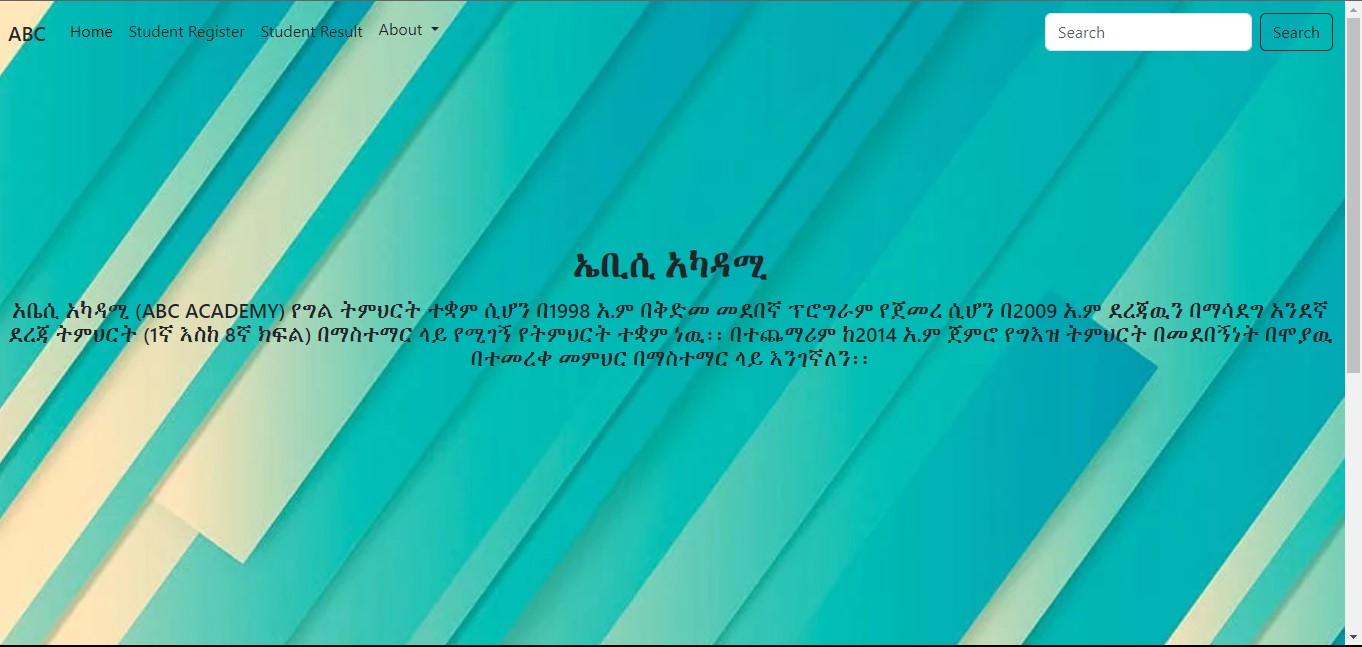 ABC Home Student Register Student Result About Search Search
ኤቢሲ አካዳሚ
አቤሲ አካዳሚ (ABC ACADEMY) የግል ትምህርት ተቋም ሲሆን በ1998 አ.ም በቅድመ መደበኛ ፕሮግራም የጀመረ ሲሆን በ2009 አ.ም ደረጃዉን በማሳደግ አንደኛ
ደረጃ ትምህርት (1ኛ እስከ 8ኛ ክፍል) በማስተማር ላይ የሚገኝ የትምህርት ተቋም ነዉ፡፡ በተጨማሪም ከ2014 አ.ም ጀምሮ የግእዝ ትምህርት በመደበኝነት በሞያዉ
በተመረቀ መምህር በማስተማር ላይ እንገኛለን፡፡